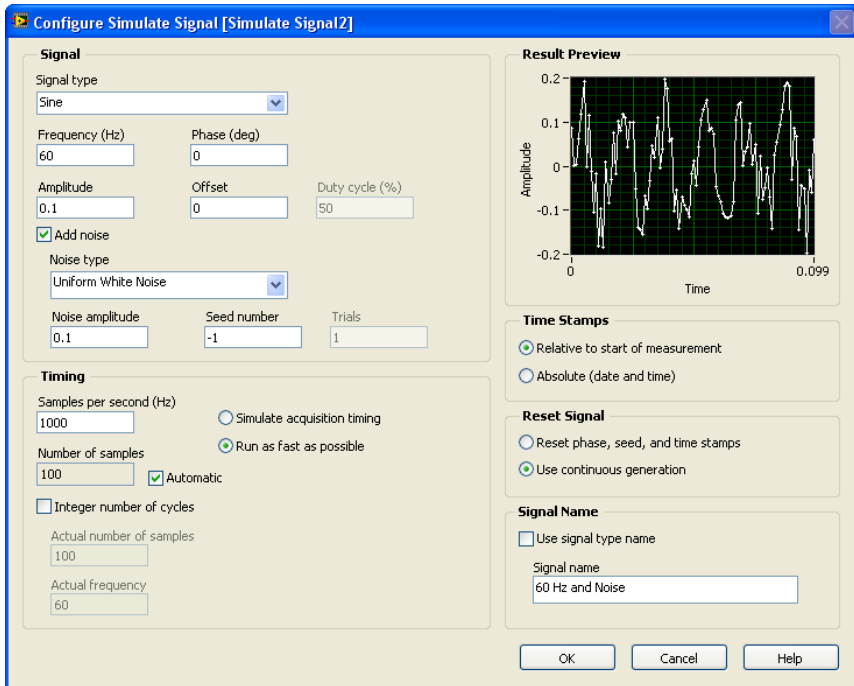 Configure Simulate Signal [Simulate Signal2]
Signal
Signal type
Sine
Frequency (Hz)
Phase (deg)
60
0
Amplitude
Offset
Duty cycle (%)
0.1
0
50
Add noise
Noise type
Uniform White Noise
Noise amplitude
Seed number
Trials
0.1
-1
1
Timing
Samples per second (Hz)
1000
Simulate acquisition timing
Run as fast as possible
Number of samples
100
Automatic
Integer number of cycles
Actual number of samples
100
Actual frequency
60
Result Preview
Amplitude
0.2
0.1
0
-0.1
-0.2
0
0.099
Time
Time Stamps
Relative to start of measurement
Absolute (date and time)
Reset Signal
Reset phase, seed, and time stamps
Use continuous generation
Signal Name
Use signal type name
Signal name
60 Hz and Noise
OK
Cancel
Help